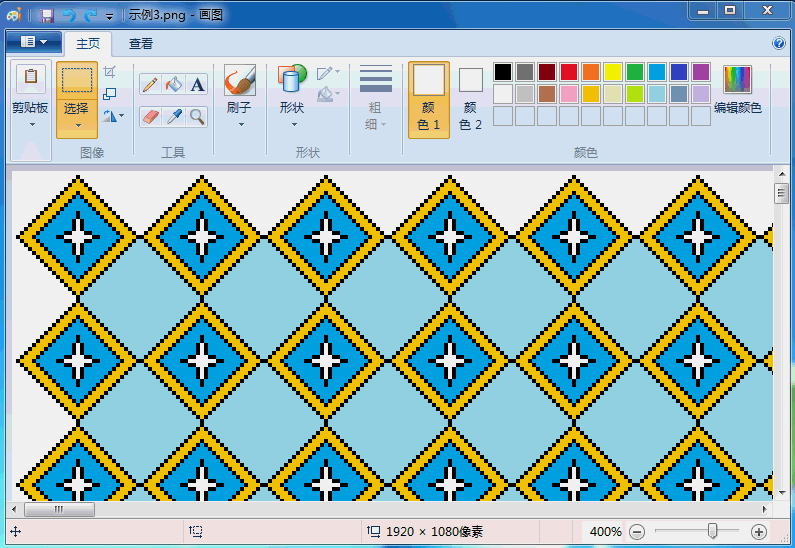 示例3.png - 画图
主页
查看
剪贴板
选择
图像
A
工具
刷子
形状
形状
粗
细
颜
色 1
颜
色 2
编辑颜色
颜色
1920 × 1080像素
400%